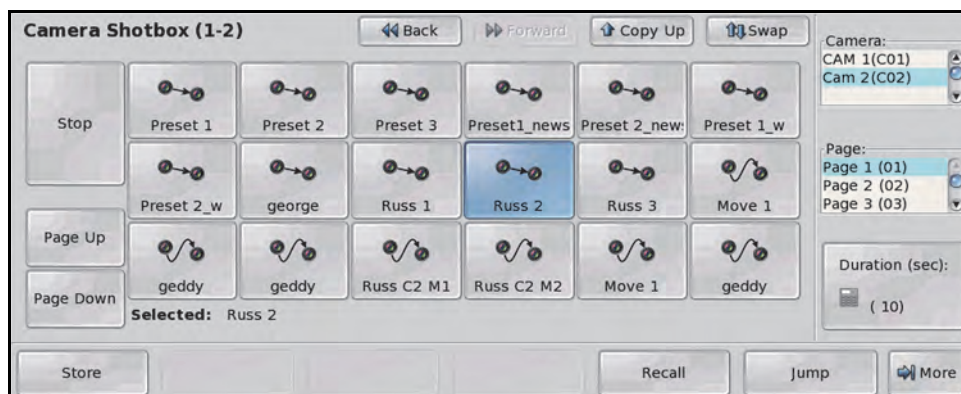 Camera Shotbox (1-2)
Back
Forward
Copy Up
Swap
Camera:
CAM 1(C01)
Cam 2(C02)
Stop
Preset 1
Preset 2
Preset 3
Preset1_news
Preset 2_new
Preset 1_w
Page:
Page 1 (01)
Page 2 (02)
Page 3 (03)
Preset 2_w
george
Russ 1
Russ 2
Russ 3
Move 1
Page Up
Page Down
geddy
geddy
Russ C2 M1
Russ C2 M2
Move 1
geddy
Duration (sec):
( 10)
Selected: Russ 2
Store
Recall
Jump
More